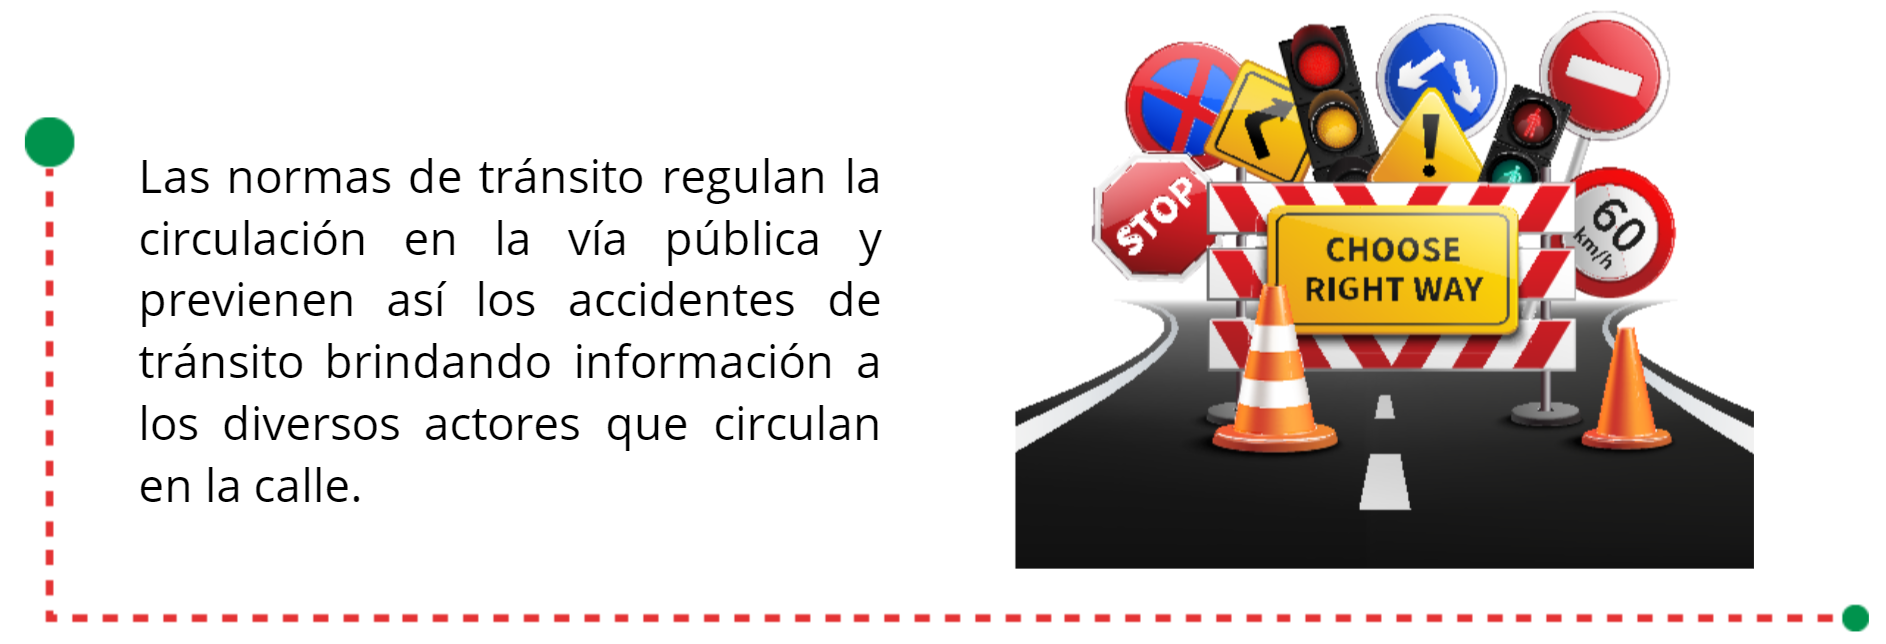 Las normas de tránsito regulan la
circulación en la vía pública y
previenen así los accidentes de
tránsito brindando información a
los diversos actores que circulan
en la calle.
STOP
CHOOSE
RIGHT WAY
60
km/h